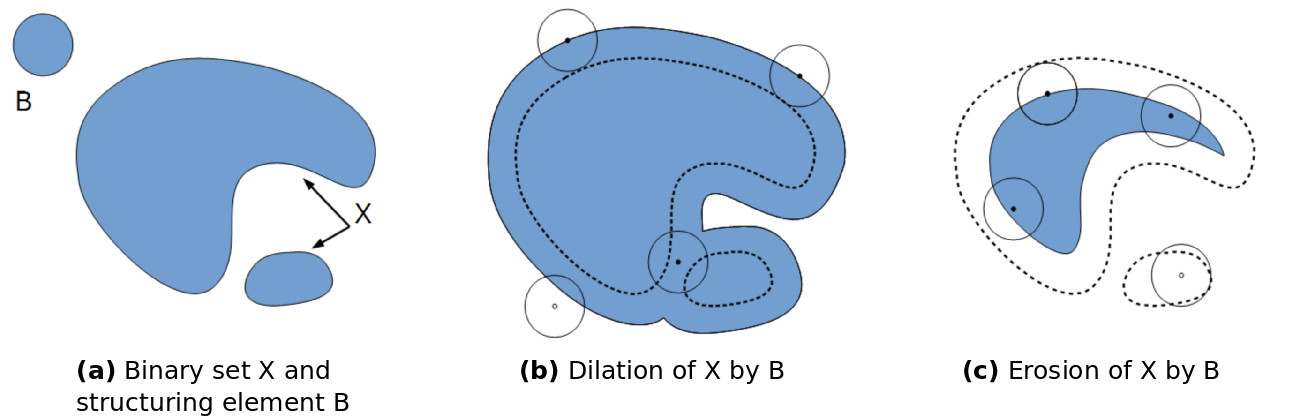 B
X
(a) Binary set X and
structuring element B
(b) Dilation of X by B
(c) Erosion of X by B